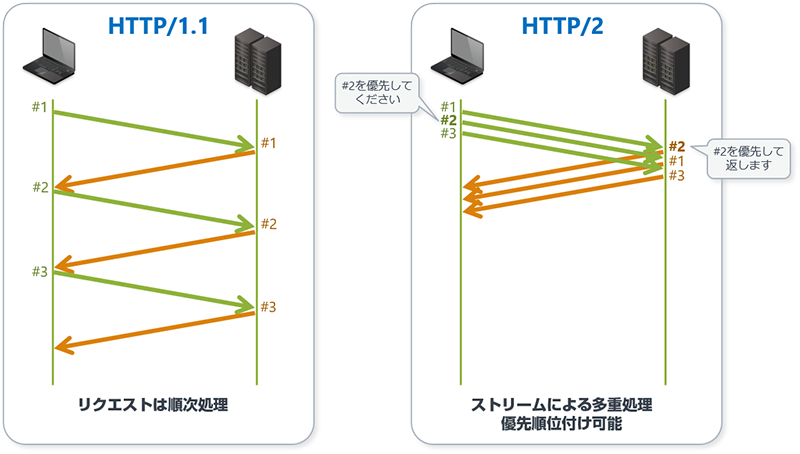 HTTP/1.1
#1
#1
#2
#2
#3
#3
リクエストは順次処理
HTTP/2
#2を優先して
ください
#1
#2
#3
#2
#1
#3
#2を優先して
返します
ストリームによる多重処理
優先順位付け可能